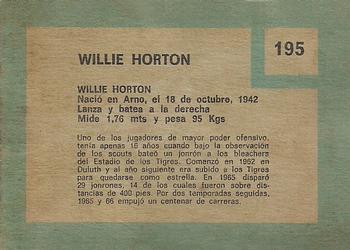 195
WILLIE HORTON
WILLIE HORTON
Nació en Arno, el 18 de octubre, 1942
Lanza y batea a la derecha
Mide 1,76 mts y pesa 95 Kgs
Uno de los jugadores de mayor poder ofensivo,
tenía apenas 16 años cuando bajo la observación
de los scouts bateó un jonrón a los bleachers
del Estadio de los Tigres. Comenzó en 1962 en
Duluth y al año siguiente era subido a los Tigres
para quedarse como estrella. En 1965 disparó
29 jonrones, 14 de los cuales fueron sobre dis-
tancias de 400 pies. Por dos temporadas seguidas,
1965 y 66 empujó un centenar de carreras.